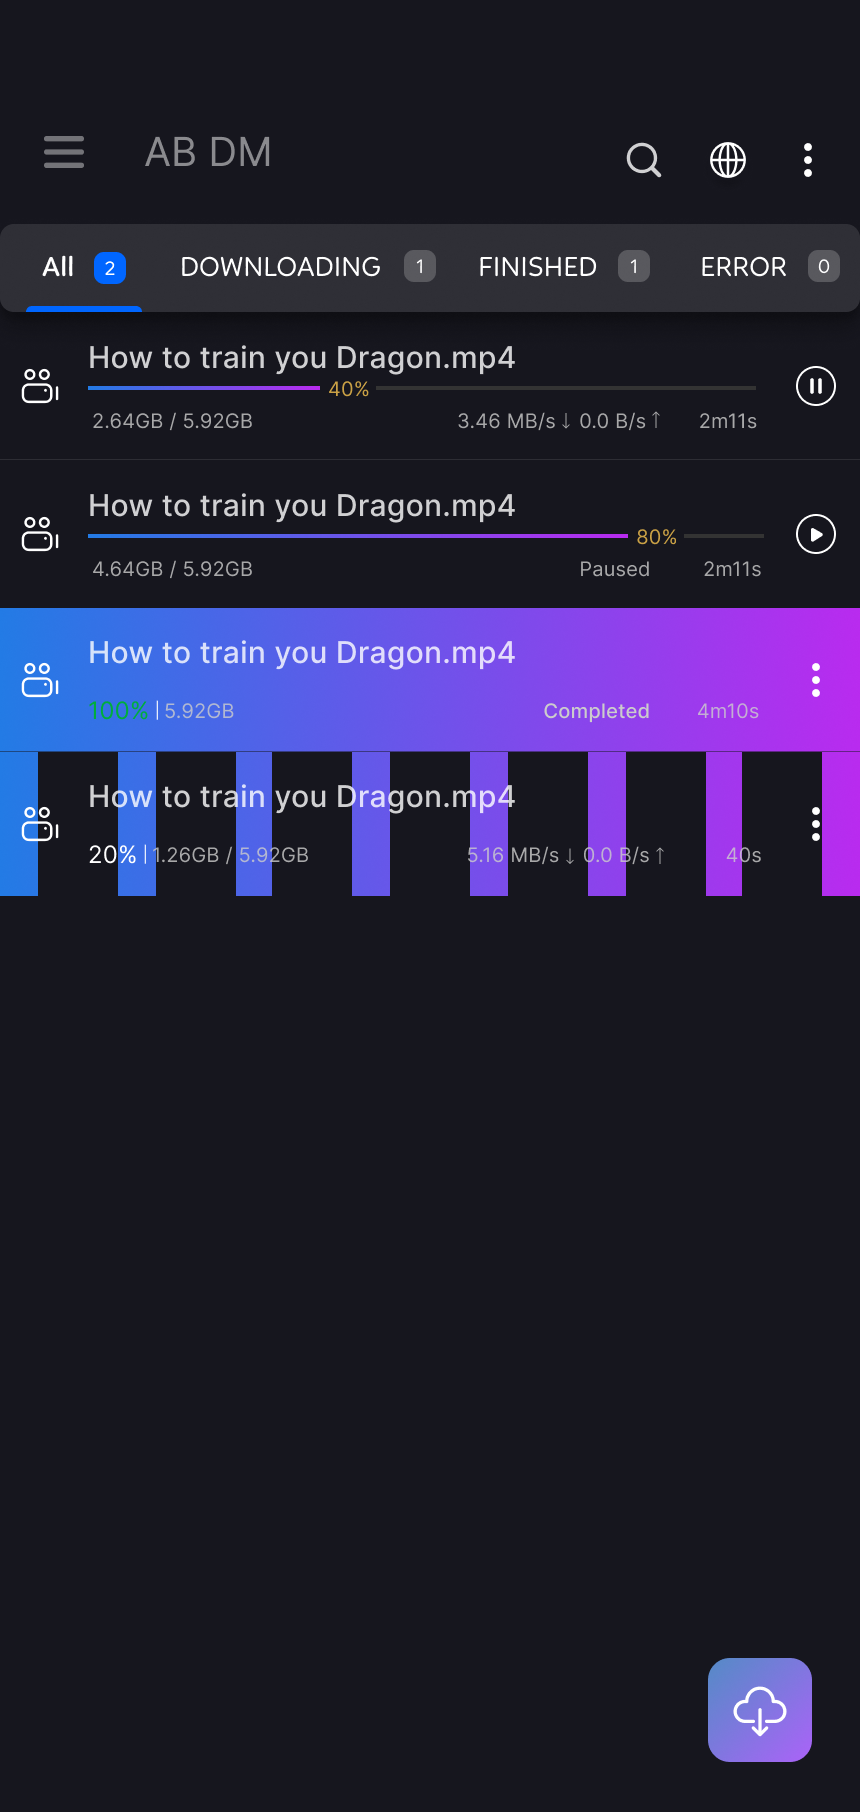 AB DM
All 2 DOWNLOADING 1 FINISHED 1 ERROR 0
How to train you Dragon.mp4
40%
2.64GB / 5.92GB 3.46 MB/s ↓ 0.0 B/s ↑ 2m11s
How to train you Dragon.mp4
80%
4.64GB / 5.92GB Paused 2m11s
How to train you Dragon.mp4
100% | 5.92GB Completed 4m10s
How to train you Dragon.mp4
20% | 1.26GB / 5.92GB 5.16 MB/s ↓ 0.0 B/s ↑ 40s